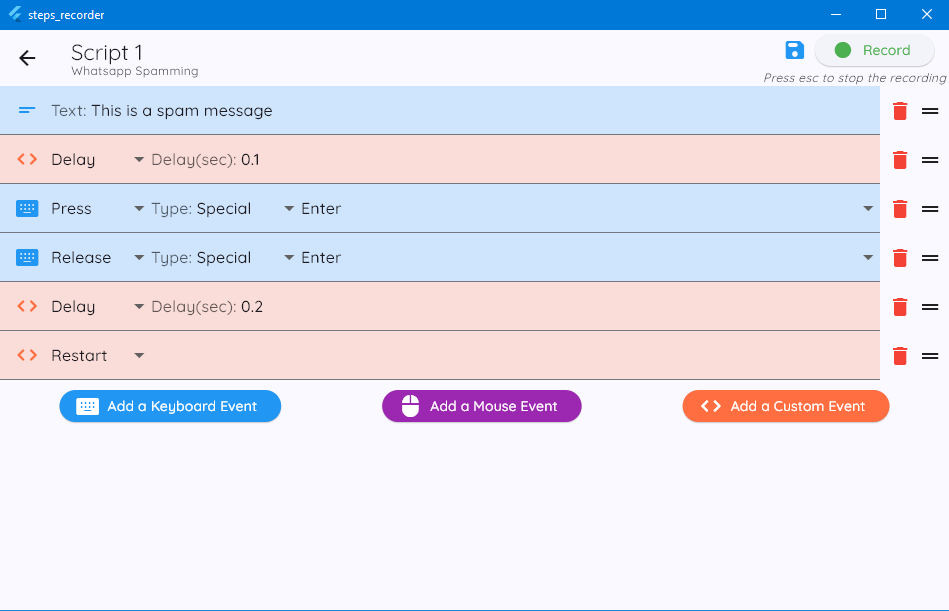 steps_recorder
Script 1
Whatsapp Spamming
Record
Press esc to stop the recording
Text: This is a spam message
Delay Delay(sec): 0.1
Press Type: Special Enter
Release Type: Special Enter
Delay Delay(sec): 0.2
Restart
Add a Keyboard Event Add a Mouse Event Add a Custom Event